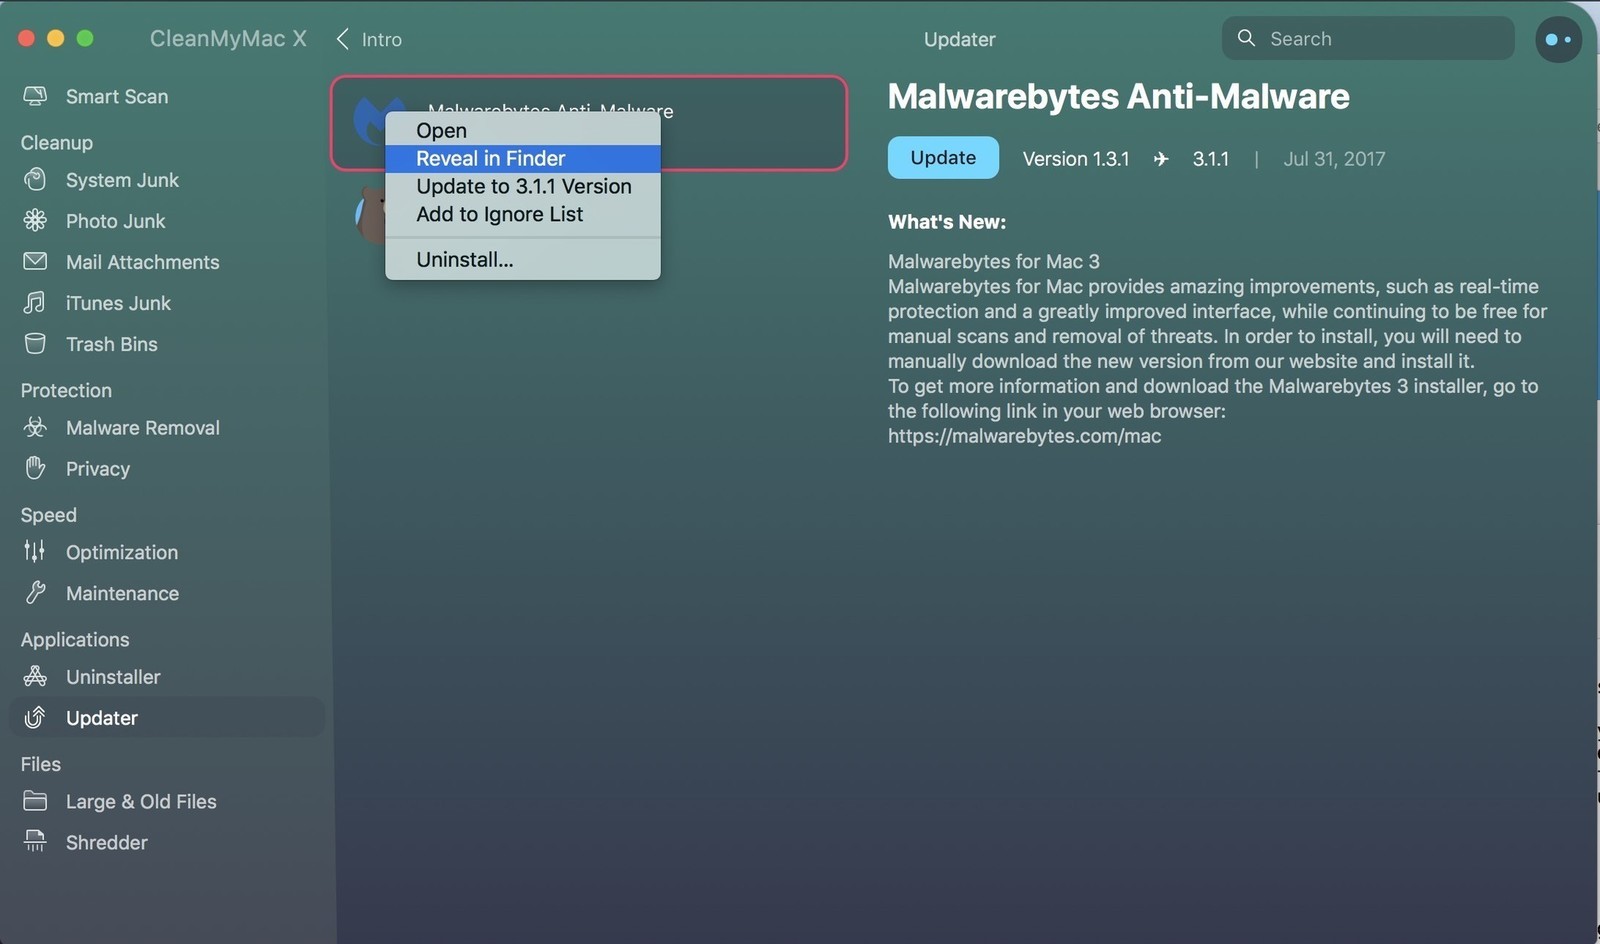 CleanMyMac X
Intro
Updater
Search
Smart Scan
Cleanup
System Junk
Photo Junk
Mail Attachments
iTunes Junk
Trash Bins
Protection
Malware Removal
Privacy
Speed
Optimization
Maintenance
Applications
Uninstaller
Updater
Files
Large & Old Files
Shredder
Malwarebytes Anti-Malware
Open
Reveal in Finder
Update to 3.1.1 Version
Add to Ignore List
Uninstall...
Malwarebytes Anti-Malware
Update Version 1.3.1 3.1.1 | Jul 31, 2017
What's New:
Malwarebytes for Mac 3
Malwarebytes for Mac provides amazing improvements, such as real-time
protection and a greatly improved interface, while continuing to be free for
manual scans and removal of threats. In order to install, you will need to
manually download the new version from our website and install it.
To get more information and download the Malwarebytes 3 installer, go to
the following link in your web browser:
https://malwarebytes.com/mac